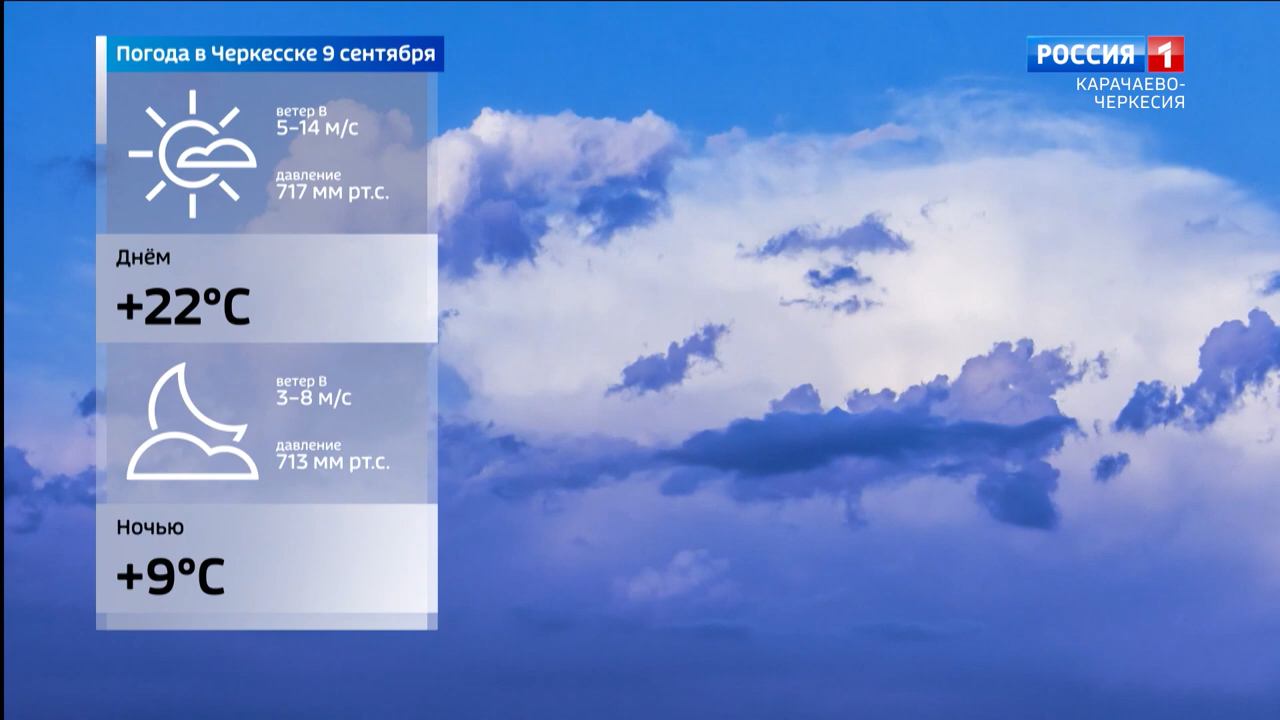 Погода в Черкесске 9 сентября
РОССИЯ 1
КАРАЧАЕВО-
ЧЕРКЕСИЯ
ветер В
5–14 м/с
давление
717 мм рт.с.
Днём
+22°C
ветер В
3–8 м/с
давление
713 мм рт.с.
Ночью
+9°C